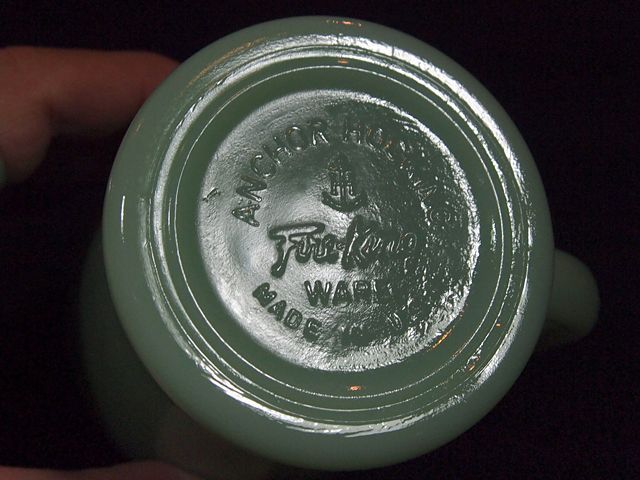 ANCHOR HOCKING
Fire-King
WARE
MADE IN U.S.A.